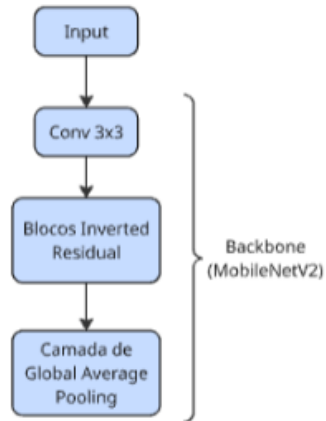 Input
Conv 3x3
Blocos Inverted
Residual
Backbone
(MobileNetV2)
Camada de
Global Average
Pooling